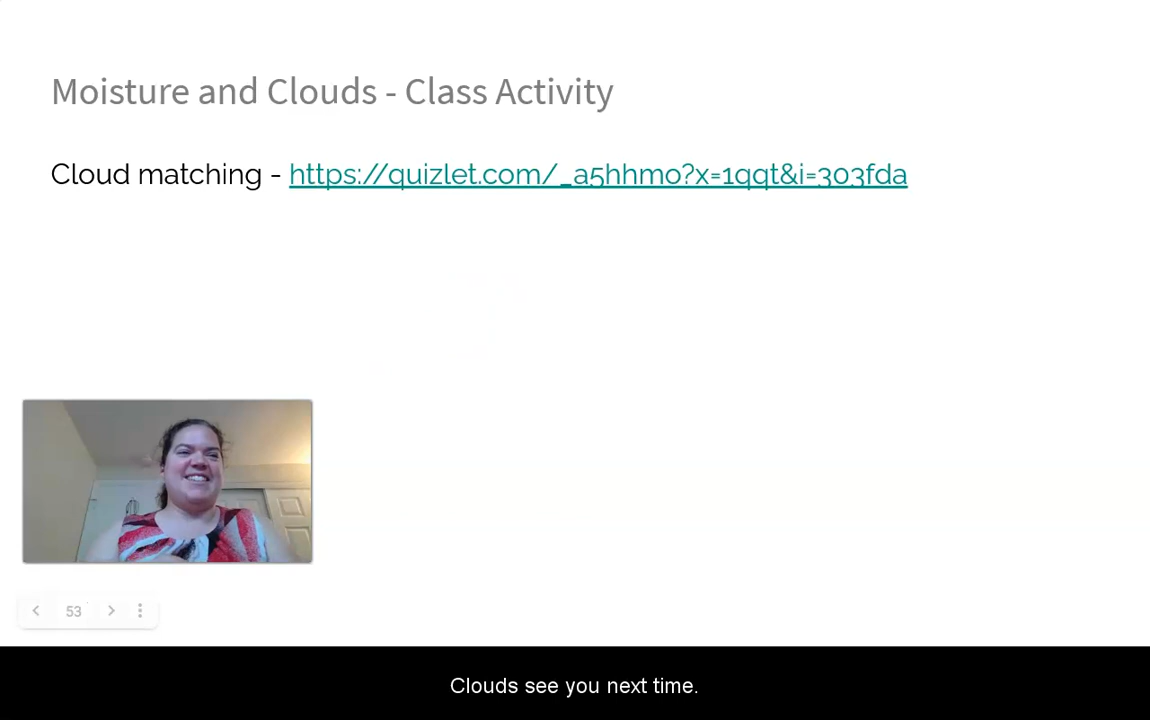 Moisture and Clouds - Class Activity
Cloud matching - https://quizlet.com/_a5hhmo?x=1qqt&i=303fda
53
Clouds see you next time.